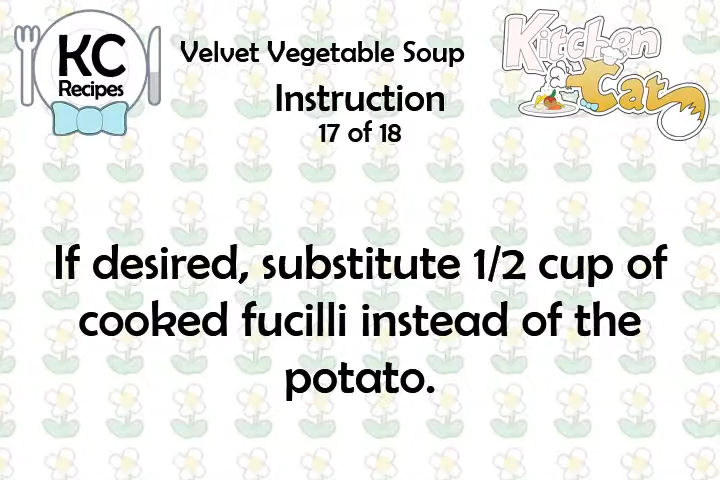 KC
Recipes
Velvet Vegetable Soup
Kitchen
Cat
Instruction
17 of 18
If desired, substitute 1/2 cup of
cooked fucilli instead of the
potato.